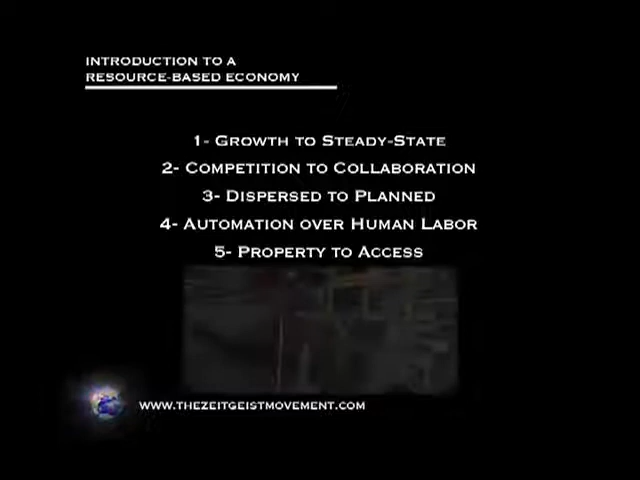 INTRODUCTION TO A
RESOURCE-BASED ECONOMY
1- GROWTH TO STEADY-STATE
2- COMPETITION TO COLLABORATION
3- DISPERSED TO PLANNED
4- AUTOMATION OVER HUMAN LABOR
5- PROPERTY TO ACCESS
WWW.THEZEITGEISTMOVEMENT.COM